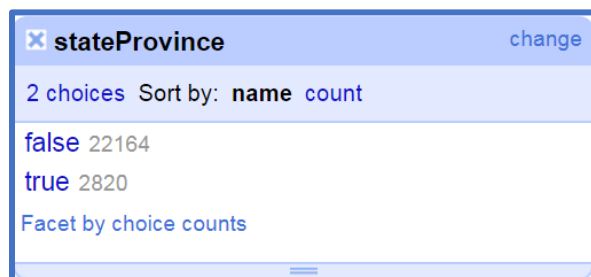 stateProvince change
2 choices Sort by: name count
false 22164
true 2820
Facet by choice counts